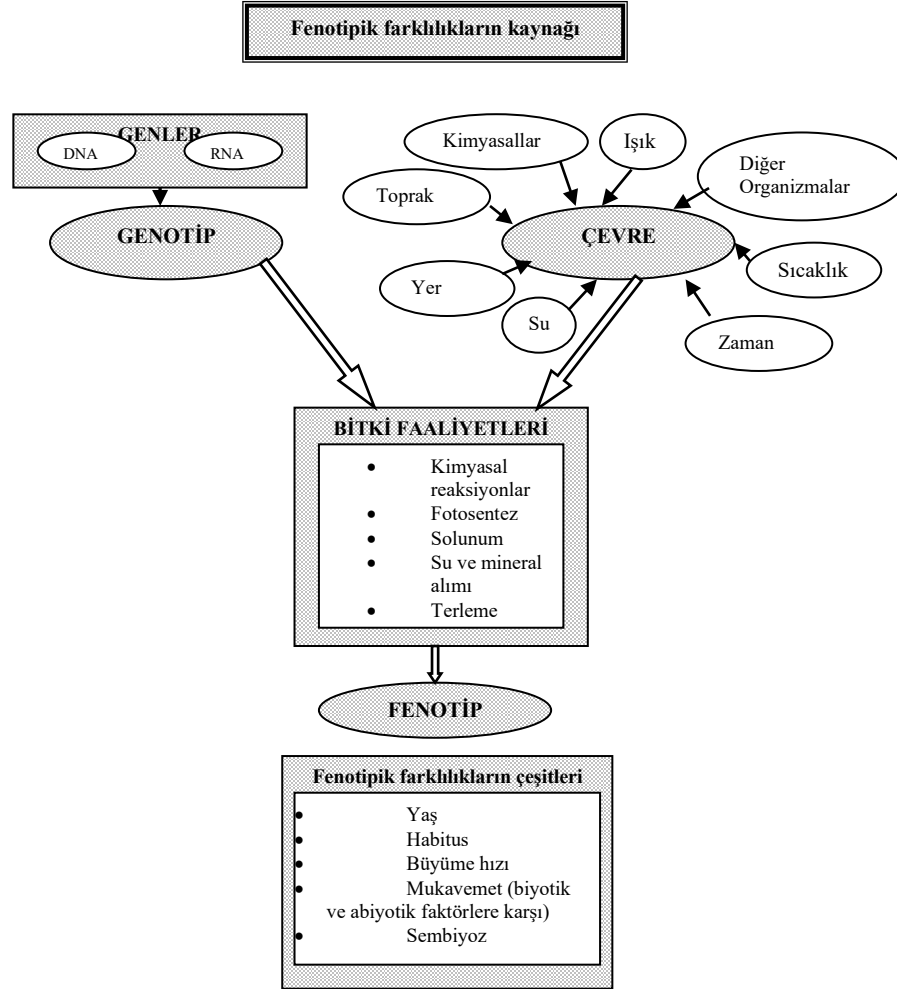 Fenotipik farklılıkların kaynağı
GENLER
DNA
RNA
GENOTİP
Kimyasallar
Işık
Diğer
Organizmalar
Toprak
ÇEVRE
Yer
Sıcaklık
Su
Zaman
BİTKİ FAALİYETLERİ
• Kimyasal
reaksiyonlar
• Fotosentez
• Solunum
• Su ve mineral
alımı
• Terleme
FENOTİP
Fenotipik farklılıkların çeşitleri
• Yaş
• Habitus
• Büyüme hızı
• Mukavemet (biyotik
ve abiyotik faktörlere karşı)
• Sembiyoz